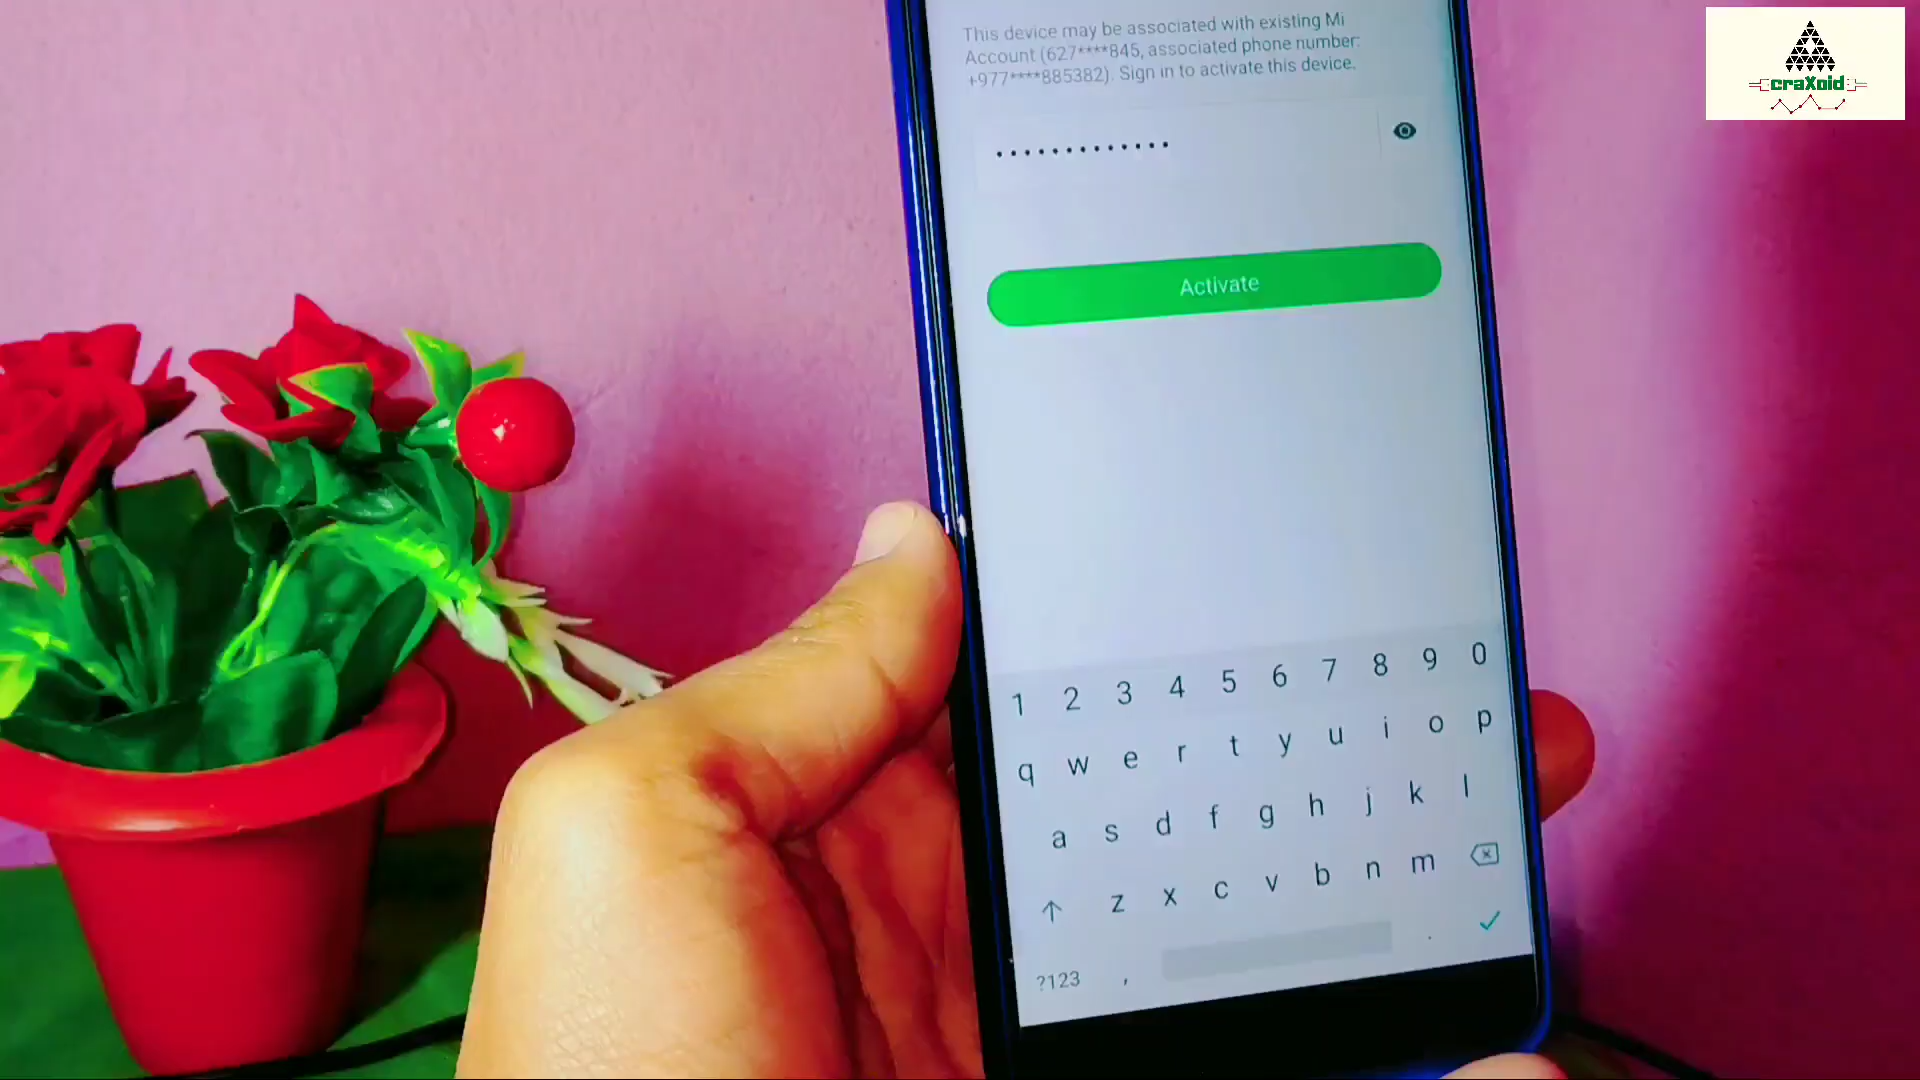 This device may be associated with existing Mi
Account (627****845, associated phone number:
+977****885382). Sign in to activate this device.
•••••••••••••
Activate
1 2 3 4 5 6 7 8 9 0
q w e r t y u i o p
a s d f g h j k l
z x c v b n m
?123 , .
craXoid